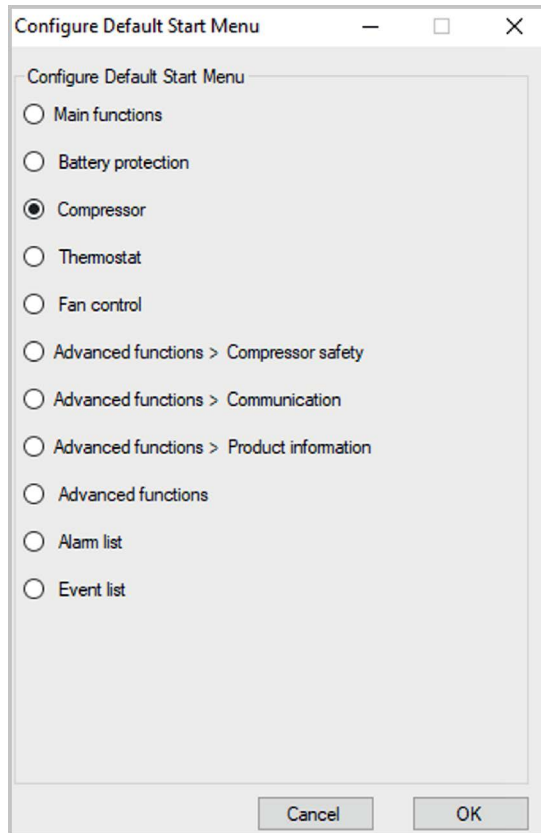 Configure Default Start Menu
Configure Default Start Menu
Main functions
Battery protection
Compressor
Thermostat
Fan control
Advanced functions > Compressor safety
Advanced functions > Communication
Advanced functions > Product information
Advanced functions
Alarm list
Event list
Cancel OK